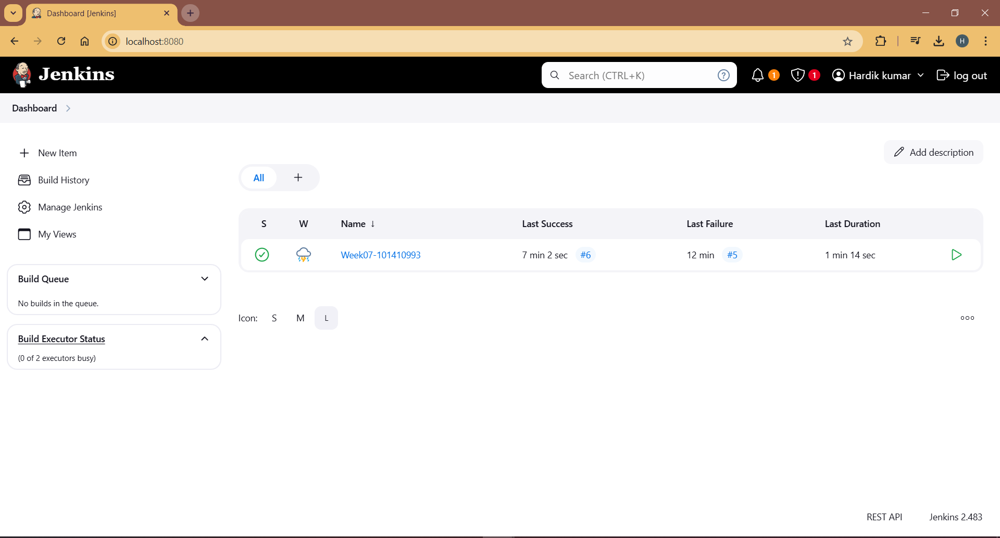 Dashboard [Jenkins]
localhost:8080
H
Jenkins
Search (CTRL+K)
?
1
1
Hardik kumar
log out
Dashboard
New Item
Build History
Manage Jenkins
My Views
Build Queue
No builds in the queue.
Build Executor Status
(0 of 2 executors busy)
Add description
All
S W Name ↓ Last Success Last Failure Last Duration
Week07-101410993 7 min 2 sec #6 12 min #5 1 min 14 sec
Icon: S M L
REST API Jenkins 2.483